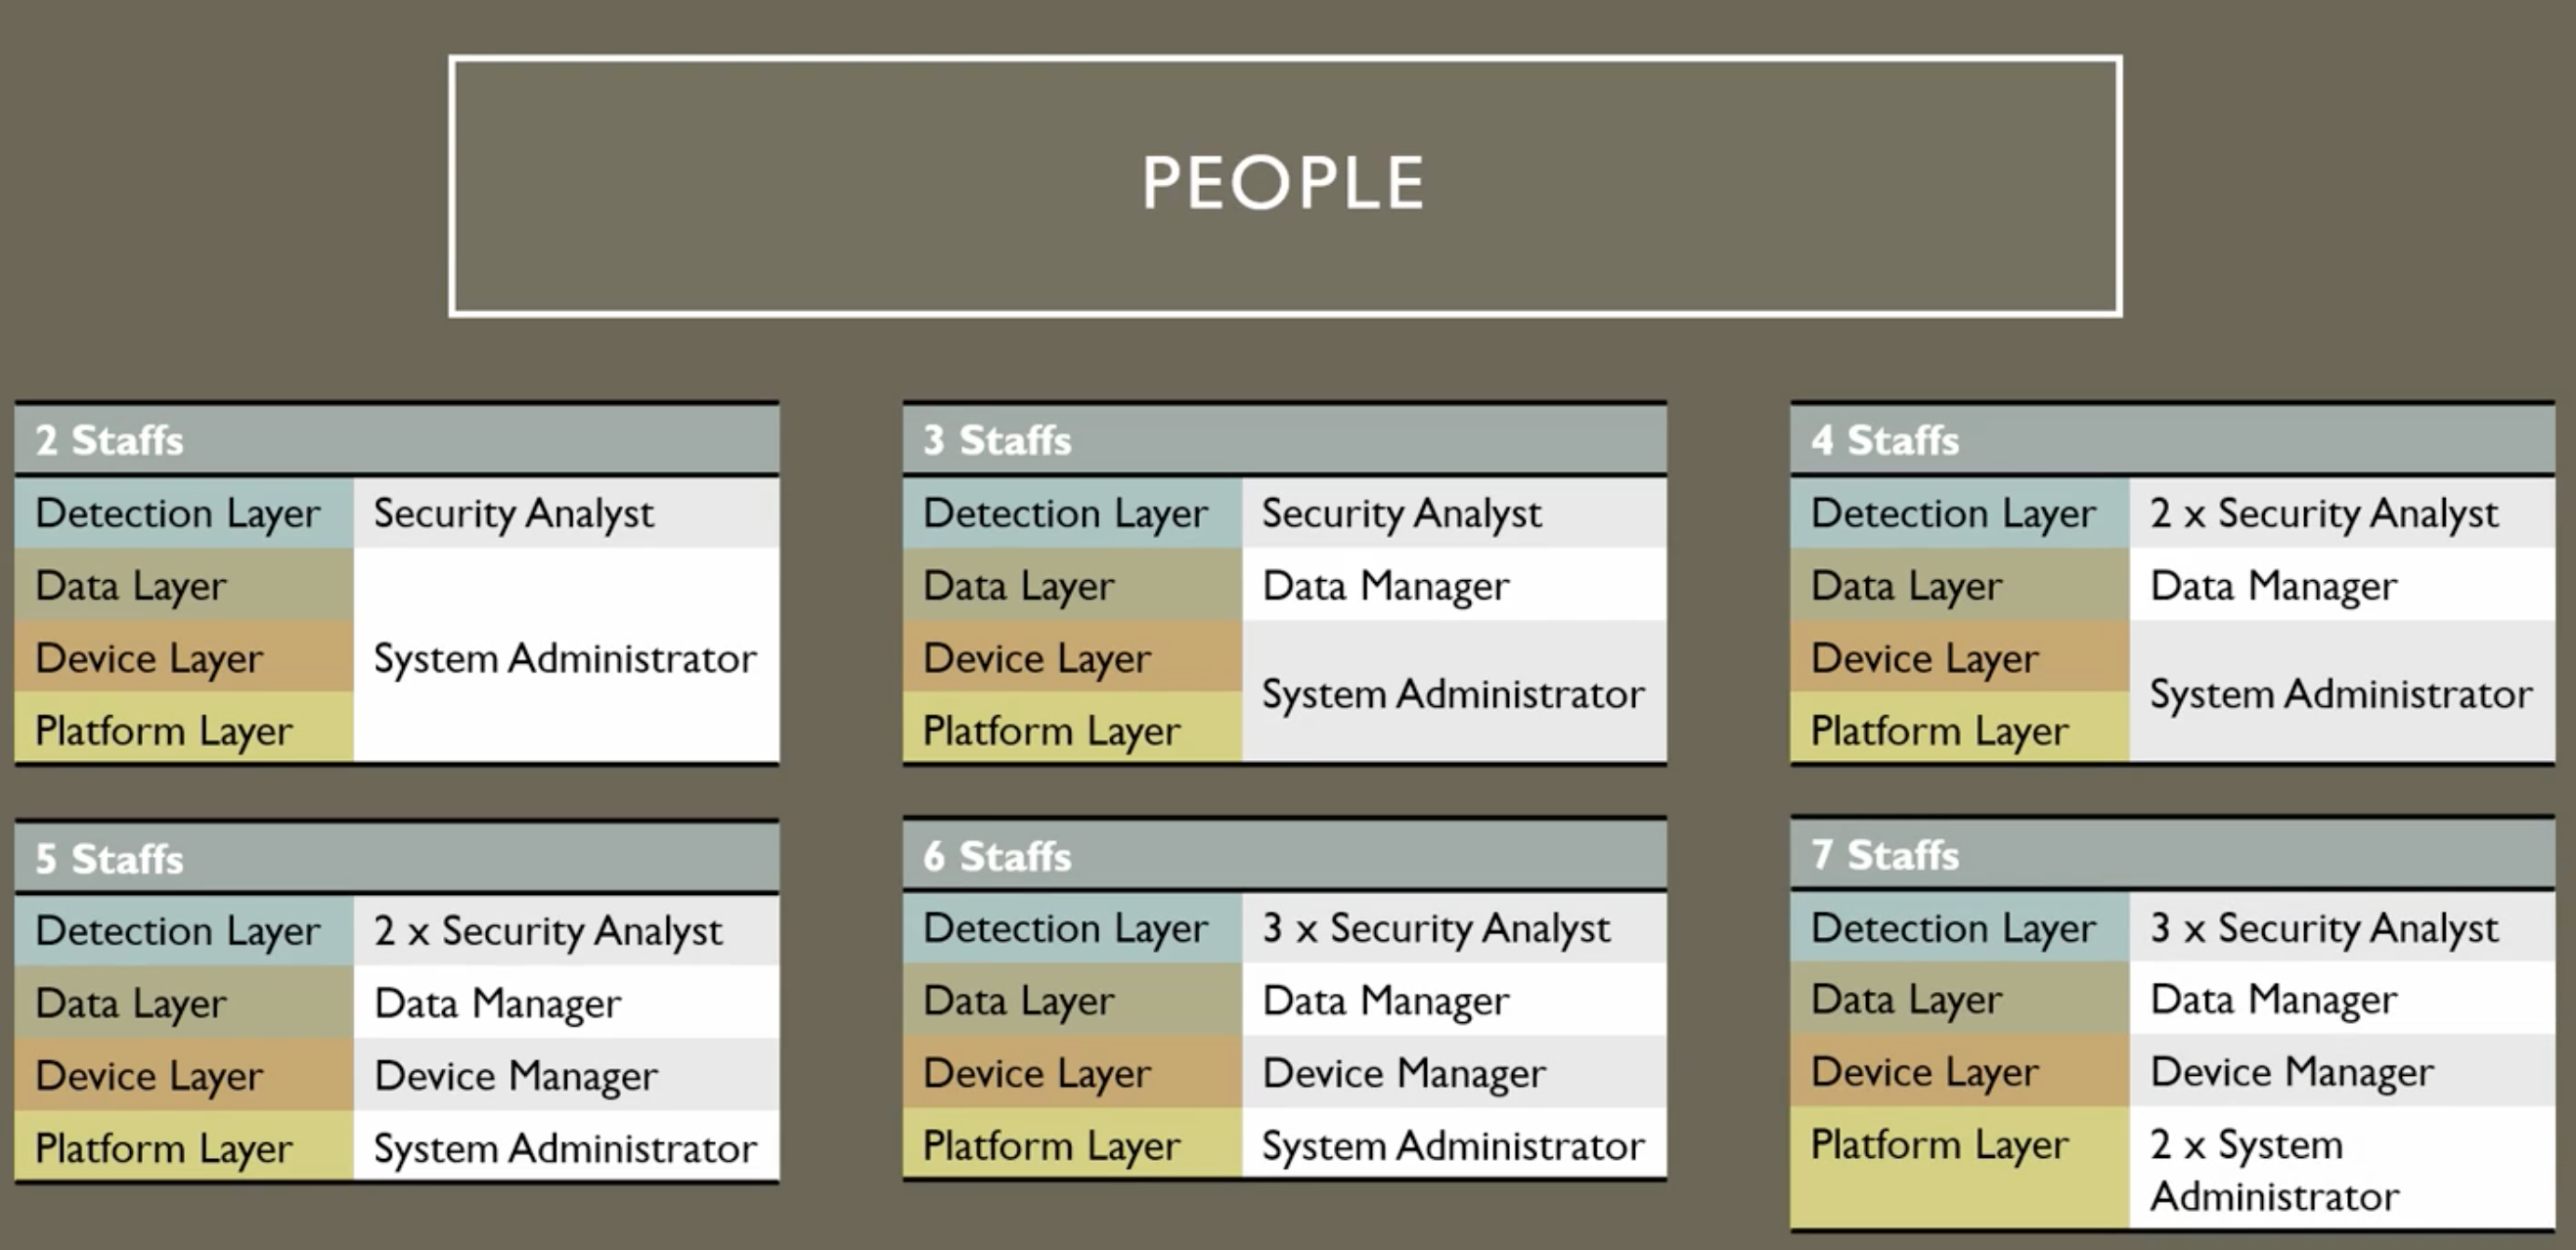 PEOPLE
2 Staffs
Detection Layer Security Analyst
Data Layer
Device Layer System Administrator
Platform Layer
3 Staffs
Detection Layer Security Analyst
Data Layer Data Manager
Device Layer
System Administrator
Platform Layer
4 Staffs
Detection Layer 2 x Security Analyst
Data Layer Data Manager
Device Layer
System Administrator
Platform Layer
5 Staffs
Detection Layer 2 x Security Analyst
Data Layer Data Manager
Device Layer Device Manager
Platform Layer System Administrator
6 Staffs
Detection Layer 3 x Security Analyst
Data Layer Data Manager
Device Layer Device Manager
Platform Layer System Administrator
7 Staffs
Detection Layer 3 x Security Analyst
Data Layer Data Manager
Device Layer Device Manager
Platform Layer 2 x System
Administrator